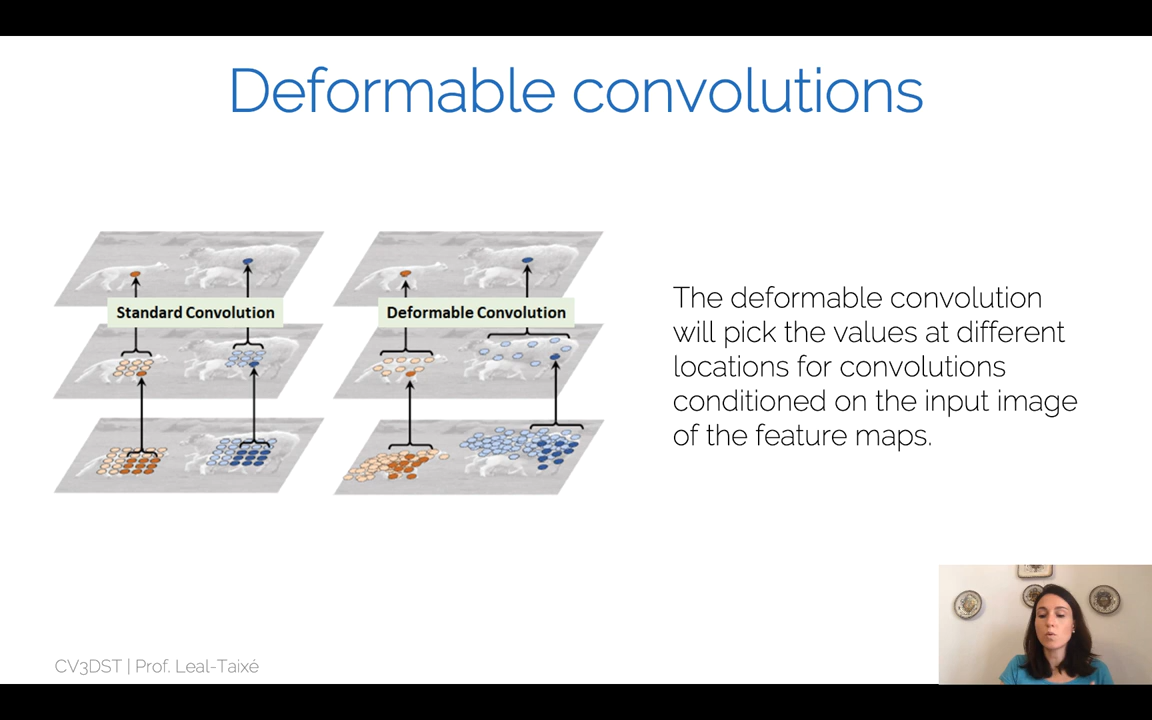 Deformable convolutions
Standard Convolution
Deformable Convolution
The deformable convolution
will pick the values at different
locations for convolutions
conditioned on the input image
of the feature maps.
CV3DST | Prof. Leal-Taixé